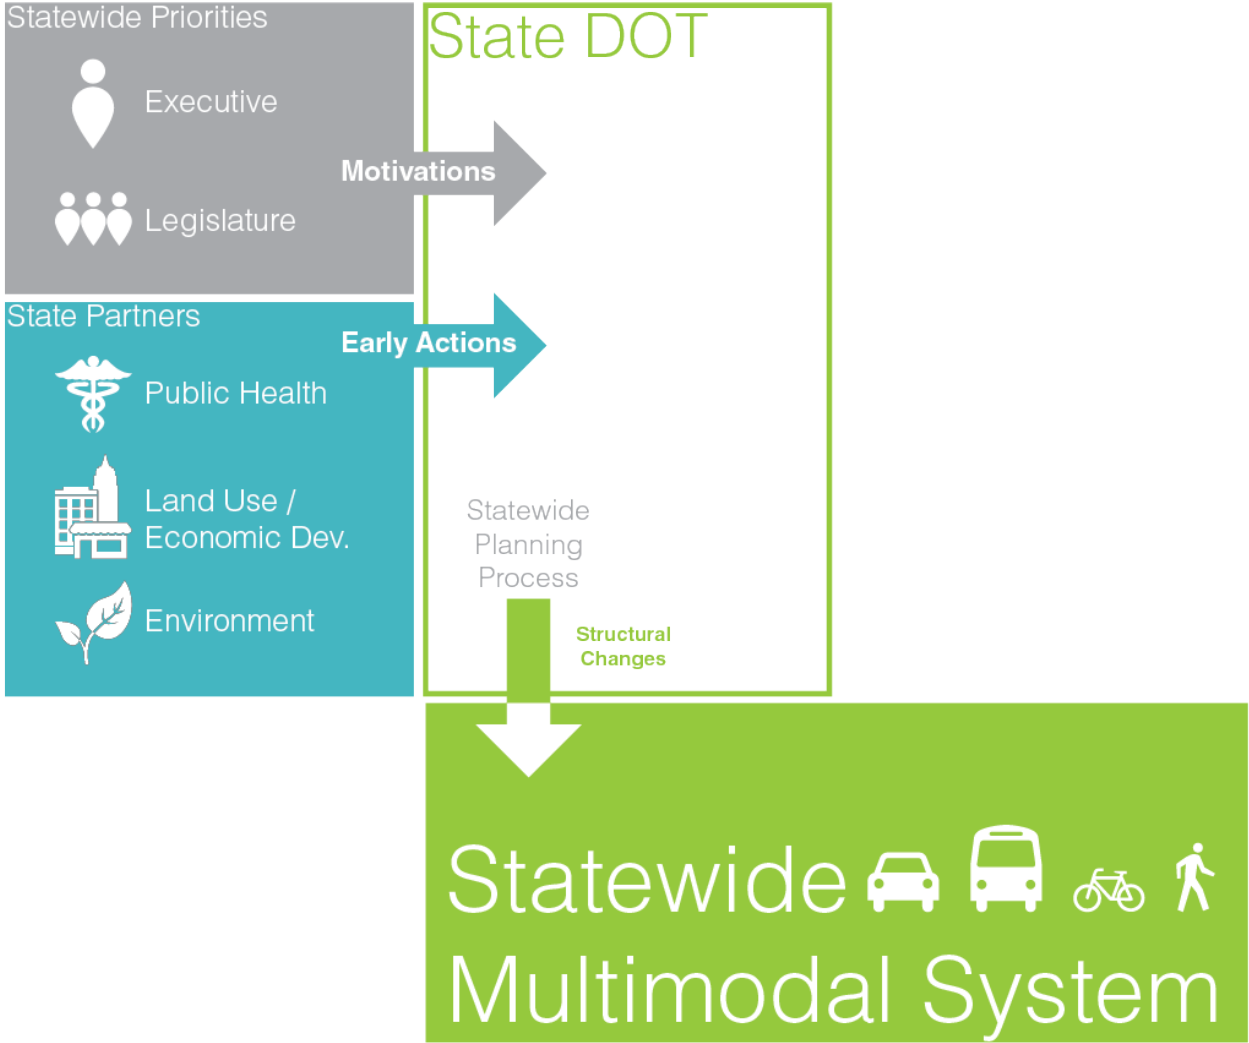 Statewide Priorities
Executive
Legislature
Motivations
State Partners
Early Actions
Public Health
Land Use /
Economic Dev.
Environment
State DOT
Statewide
Planning
Process
Structural
Changes
Statewide
Multimodal System